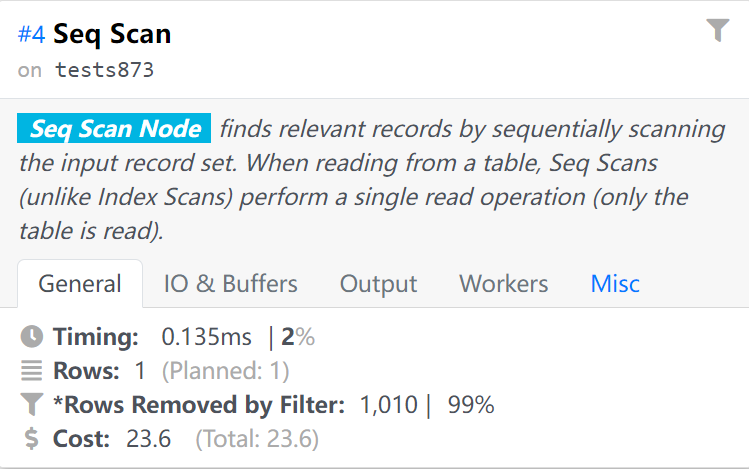 #4 Seq Scan
on tests873
Seq Scan Node finds relevant records by sequentially scanning
the input record set. When reading from a table, Seq Scans
(unlike Index Scans) perform a single read operation (only the
table is read).
General IO & Buffers Output Workers Misc
Timing: 0.135ms | 2%
Rows: 1 (Planned: 1)
*Rows Removed by Filter: 1,010 | 99%
$ Cost: 23.6 (Total: 23.6)